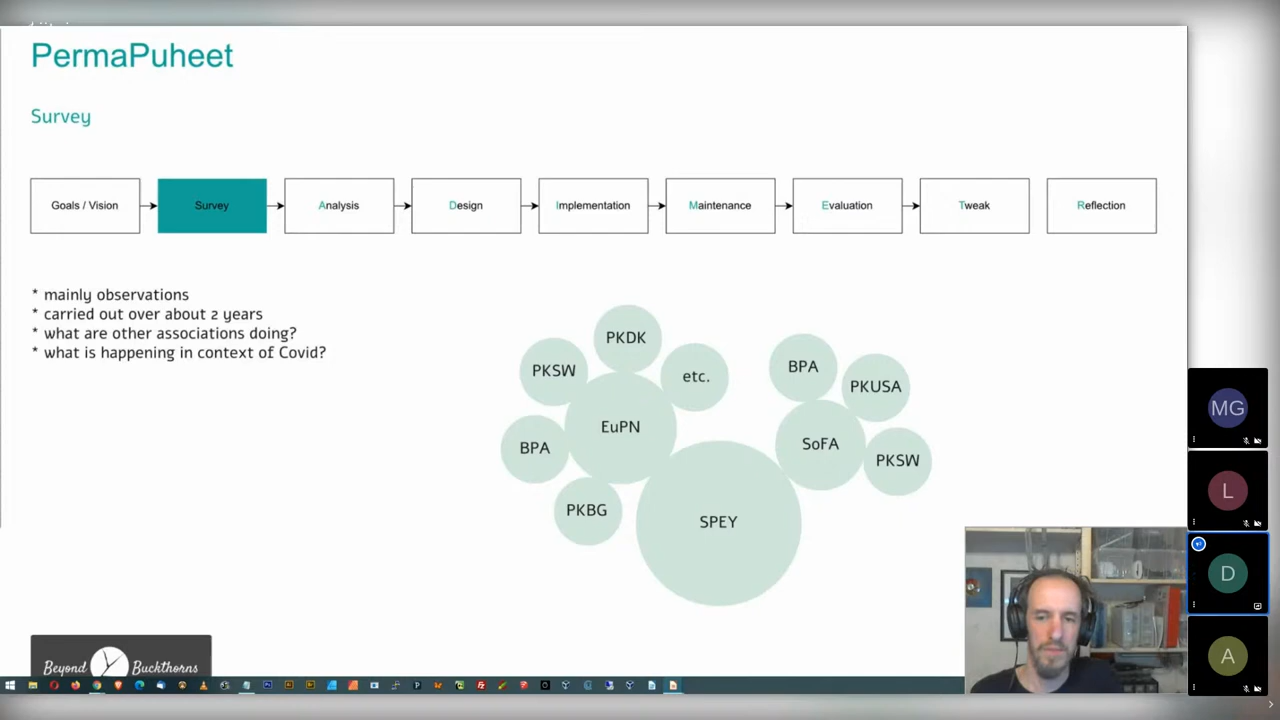 PermaPuheet
Survey
Goals / Vision
Survey
Analysis
Design
Implementation
Maintenance
Evaluation
Tweak
Reflection
* mainly observations
* carried out over about 2 years
* what are other associations doing?
* what is happening in context of Covid?
PKDK
PKSW
etc.
EuPN
BPA
PKBG
BPA
PKUSA
SoFA
PKSW
SPEY
Beyond Buckthorns
MG
L
D
A